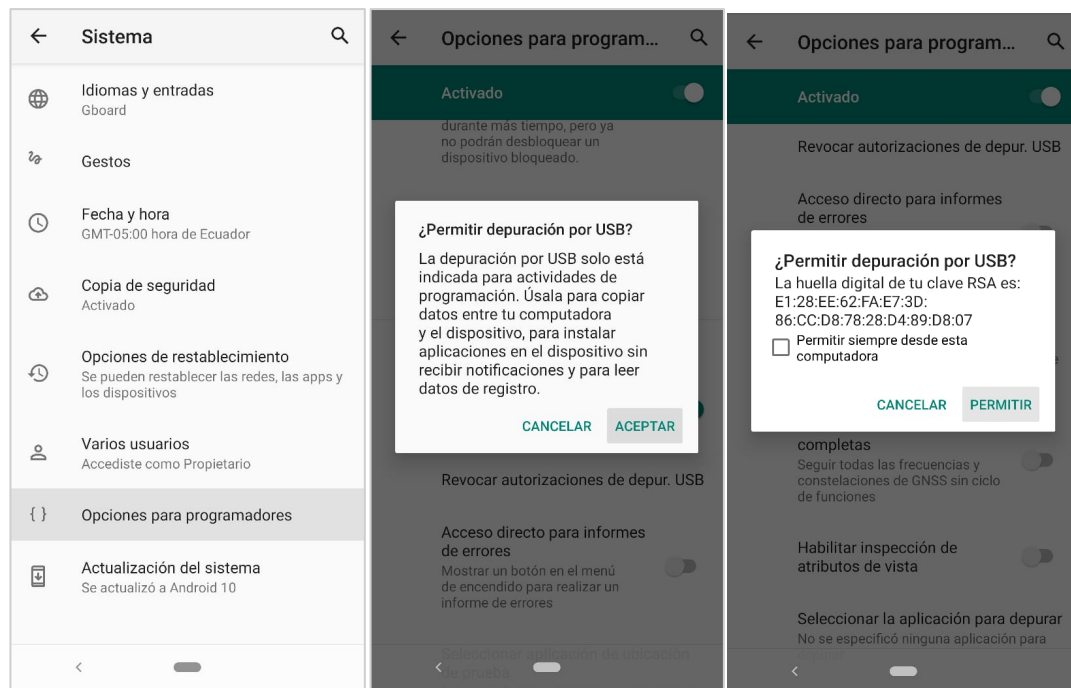 Sistema
Idiomas y entradas
Gboard
Gestos
Fecha y hora
GMT-05:00 hora de Ecuador
Copia de seguridad
Activado
Opciones de restablecimiento
Se pueden restablecer las redes, las apps y
los dispositivos
Varios usuarios
Accediste como Propietario
{ } Opciones para programadores
Actualización del sistema
Se actualizó a Android 10
Opciones para program...
Activado
durante más tiempo, pero ya
no podrán desbloquear un
dispositivo bloqueado.
¿Permitir depuración por USB?
La depuración por USB solo está
indicada para actividades de
programación. Úsala para copiar
datos entre tu computadora
y el dispositivo, para instalar
aplicaciones en el dispositivo sin
recibir notificaciones y para leer
datos de registro.
CANCELAR ACEPTAR
Revocar autorizaciones de depur. USB
Acceso directo para informes
de errores
Mostrar un botón en el menú
de encendido para realizar un
informe de errores
Seleccionar aplicación de ubicación
de prueba
Opciones para program...
Activado
Revocar autorizaciones de depur. USB
Acceso directo para informes
de errores
¿Permitir depuración por USB?
La huella digital de tu clave RSA es:
E1:28:EE:62:FA:E7:3D:
86:CC:D8:78:28:D4:89:D8:07
Permitir siempre desde esta
computadora
CANCELAR PERMITIR
completas
Seguir todas las frecuencias y
constelaciones de GNSS sin ciclo
de funciones
Habilitar inspección de
atributos de vista
Seleccionar la aplicación para depurar
No se especificó ninguna aplicación para